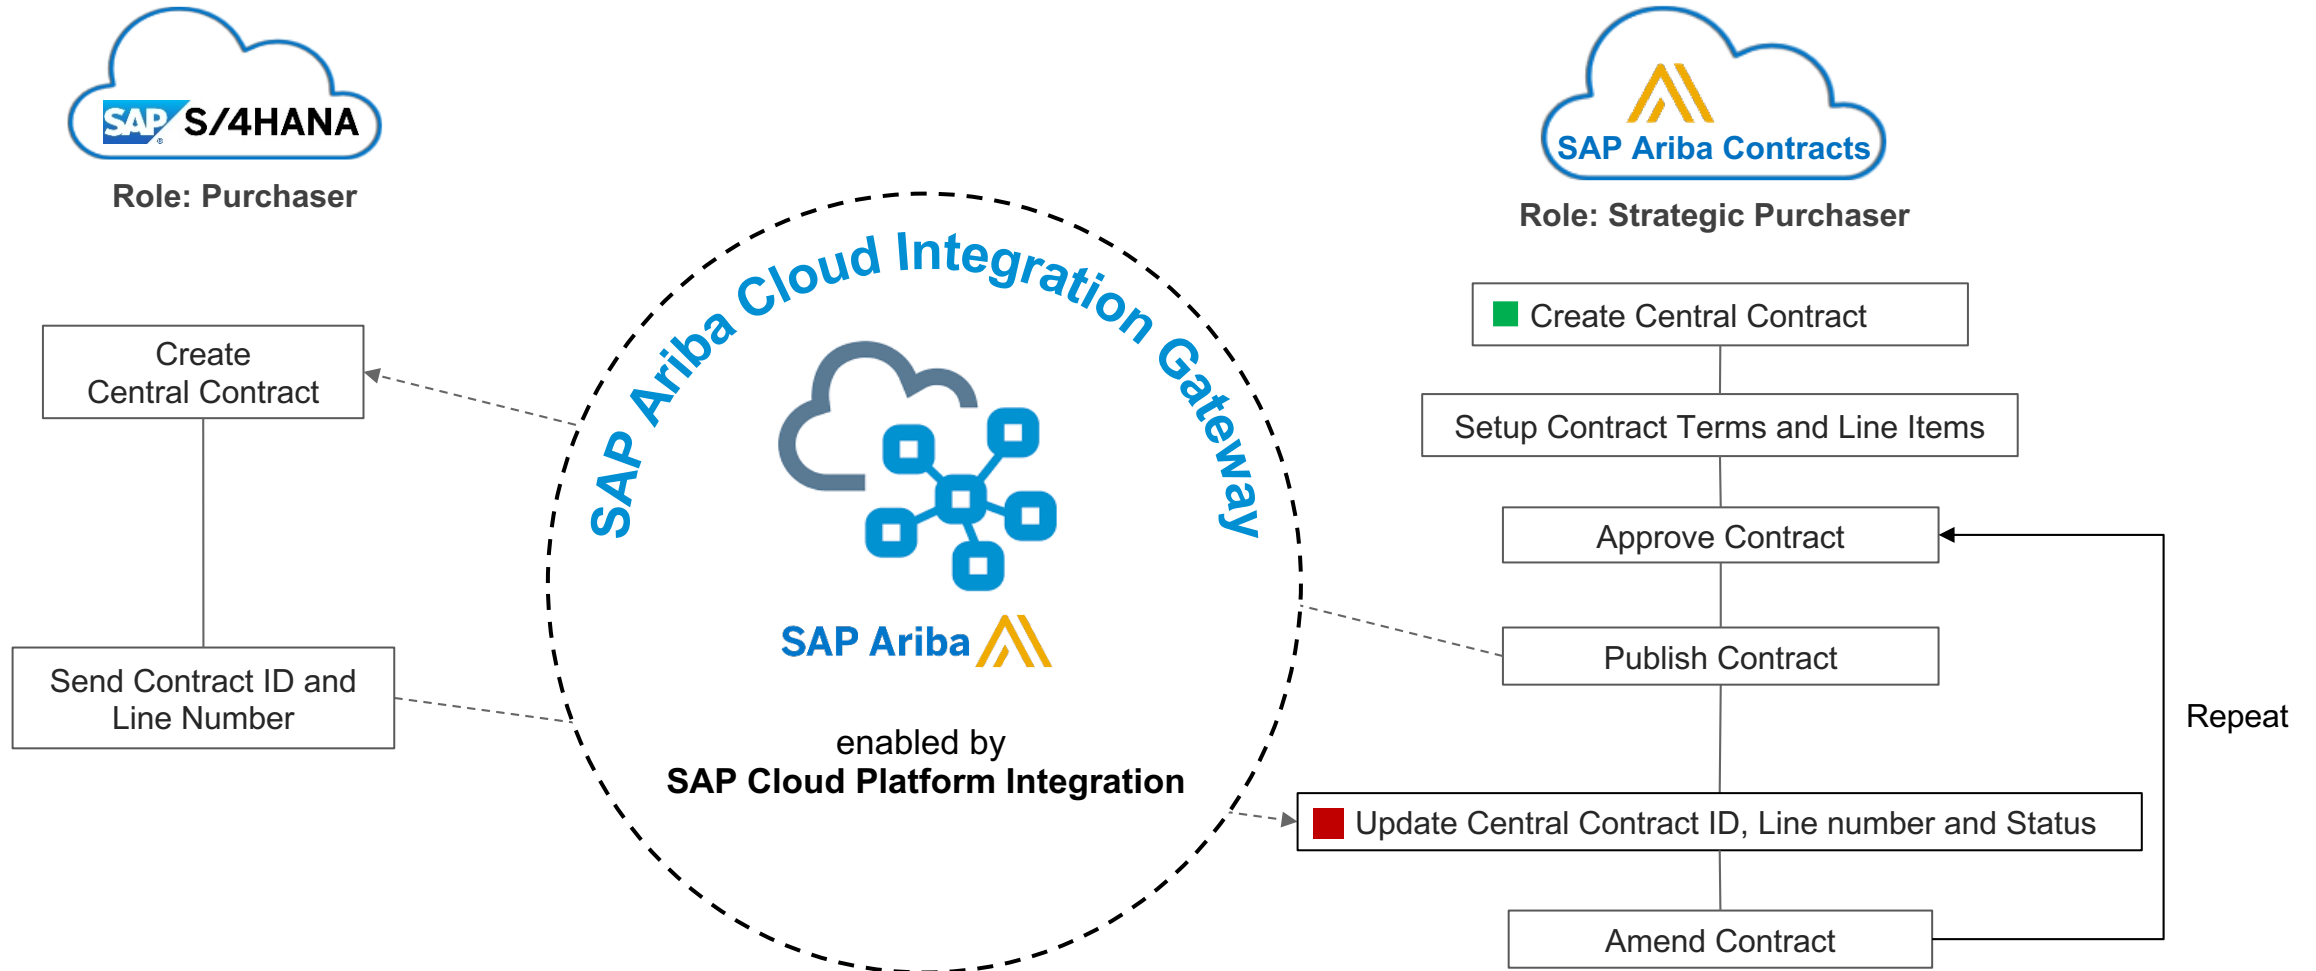 SAP S/4HANA
Role: Purchaser
SAP Ariba Contracts
Role: Strategic Purchaser
SAP Ariba Cloud Integration Gateway
SAP Ariba
enabled by
SAP Cloud Platform Integration
Create
Central Contract
Send Contract ID and
Line Number
Create Central Contract
Setup Contract Terms and Line Items
Approve Contract
Publish Contract
Update Central Contract ID, Line number and Status
Amend Contract
Repeat